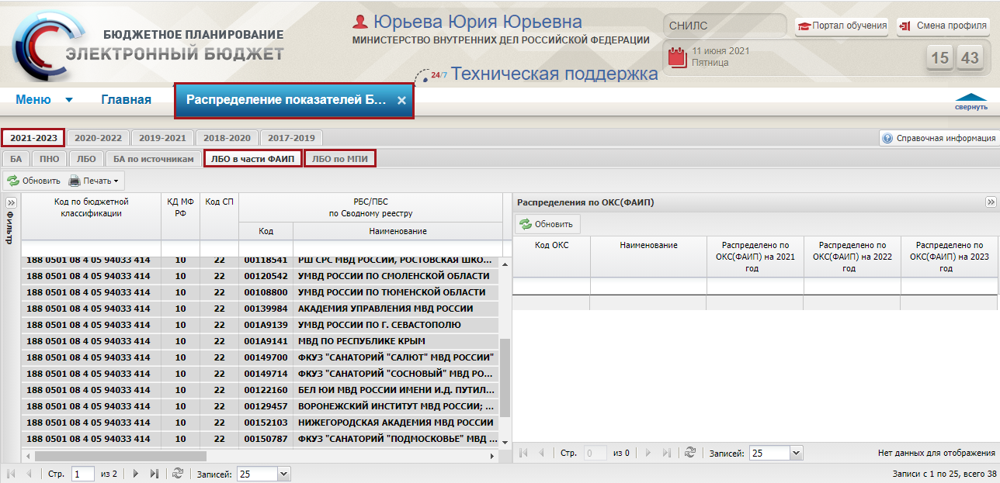 БЮДЖЕТНОЕ ПЛАНИРОВАНИЕ
ЭЛЕКТРОННЫЙ БЮДЖЕТ
Юрьева Юрия Юрьевна
МИНИСТЕРСТВО ВНУТРЕННИХ ДЕЛ РОССИЙСКОЙ ФЕДЕРАЦИИ
24/7 Техническая поддержка
СНИЛС
Портал обучения
Смена профиля
11 июня 2021
Пятница
15 43
Меню
Главная
Распределение показателей Б...
свернуть
2021-2023 2020-2022 2019-2021 2018-2020 2017-2019
Справочная информация
БА ПНО ЛБО БА по источникам ЛБО в части ФАИП ЛБО по МПИ
Обновить Печать
Фильтр
Код по бюджетной
классификации
КД МФ
РФ
Код СП
РБС/ПБС
по Сводному реестру
Код Наименование
188 0501 08 4 05 94033 414 10 22 00118541 РШ СРС МВД РОССИИ, РОСТОВСКАЯ ШКО...
188 0501 08 4 05 94033 414 10 22 00120542 УМВД РОССИИ ПО СМОЛЕНСКОЙ ОБЛАСТИ
188 0501 08 4 05 94033 414 10 22 00108800 УМВД РОССИИ ПО ТЮМЕНСКОЙ ОБЛАСТИ
188 0501 08 4 05 94033 414 10 22 00139984 АКАДЕМИЯ УПРАВЛЕНИЯ МВД РОССИИ
188 0501 08 4 05 94033 414 10 22 001А9139 УМВД РОССИИ ПО Г. СЕВАСТОПОЛЮ
188 0501 08 4 05 94033 414 10 22 001А9141 МВД ПО РЕСПУБЛИКЕ КРЫМ
188 0501 08 4 05 94033 414 10 22 00149700 ФКУЗ "САНАТОРИЙ "САЛЮТ" МВД РОССИИ"
188 0501 08 4 05 94033 414 10 22 00149714 ФКУЗ "САНАТОРИЙ "СОСНОВЫЙ" МВД РО...
188 0501 08 4 05 94033 414 10 22 00122160 БЕЛ ЮИ МВД РОССИИ ИМЕНИ И.Д. ПУТИЛ...
188 0501 08 4 05 94033 414 10 22 00129457 ВОРОНЕЖСКИЙ ИНСТИТУТ МВД РОССИИ; ...
188 0501 08 4 05 94033 414 10 22 00152103 НИЖЕГОРОДСКАЯ АКАДЕМИЯ МВД РОССИИ
188 0501 08 4 05 94033 414 10 22 00150787 ФКУЗ "САНАТОРИЙ "ПОДМОСКОВЬЕ" МВД ...
Стр. 1 из 2 Записей: 25
Распределения по ОКС(ФАИП)
Обновить
Код ОКС
Наименование
Распределено по
ОКС(ФАИП) на 2021
год
Распределено по
ОКС(ФАИП) на 2022
год
Распределено по
ОКС(ФАИП) на 2023
год
Стр. 0 из 0 Записей: 25 Нет данных для отображения
Записи с 1 по 25, всего 38